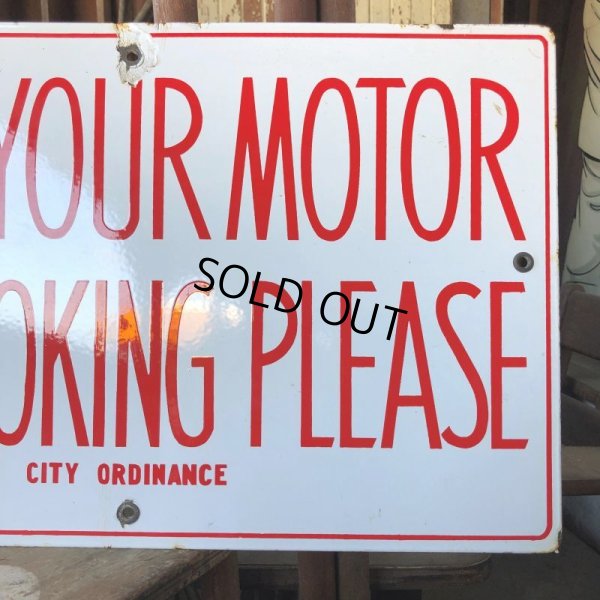 YOUR MOTOR
OKING PLEASE
SOLD OUT
CITY ORDINANCE